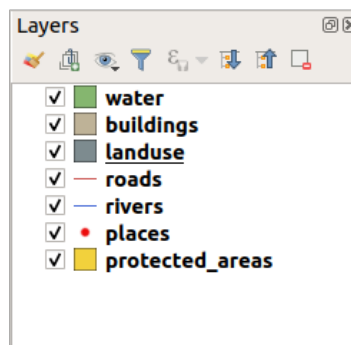 Layers
water
buildings
landuse
roads
rivers
places
protected_areas